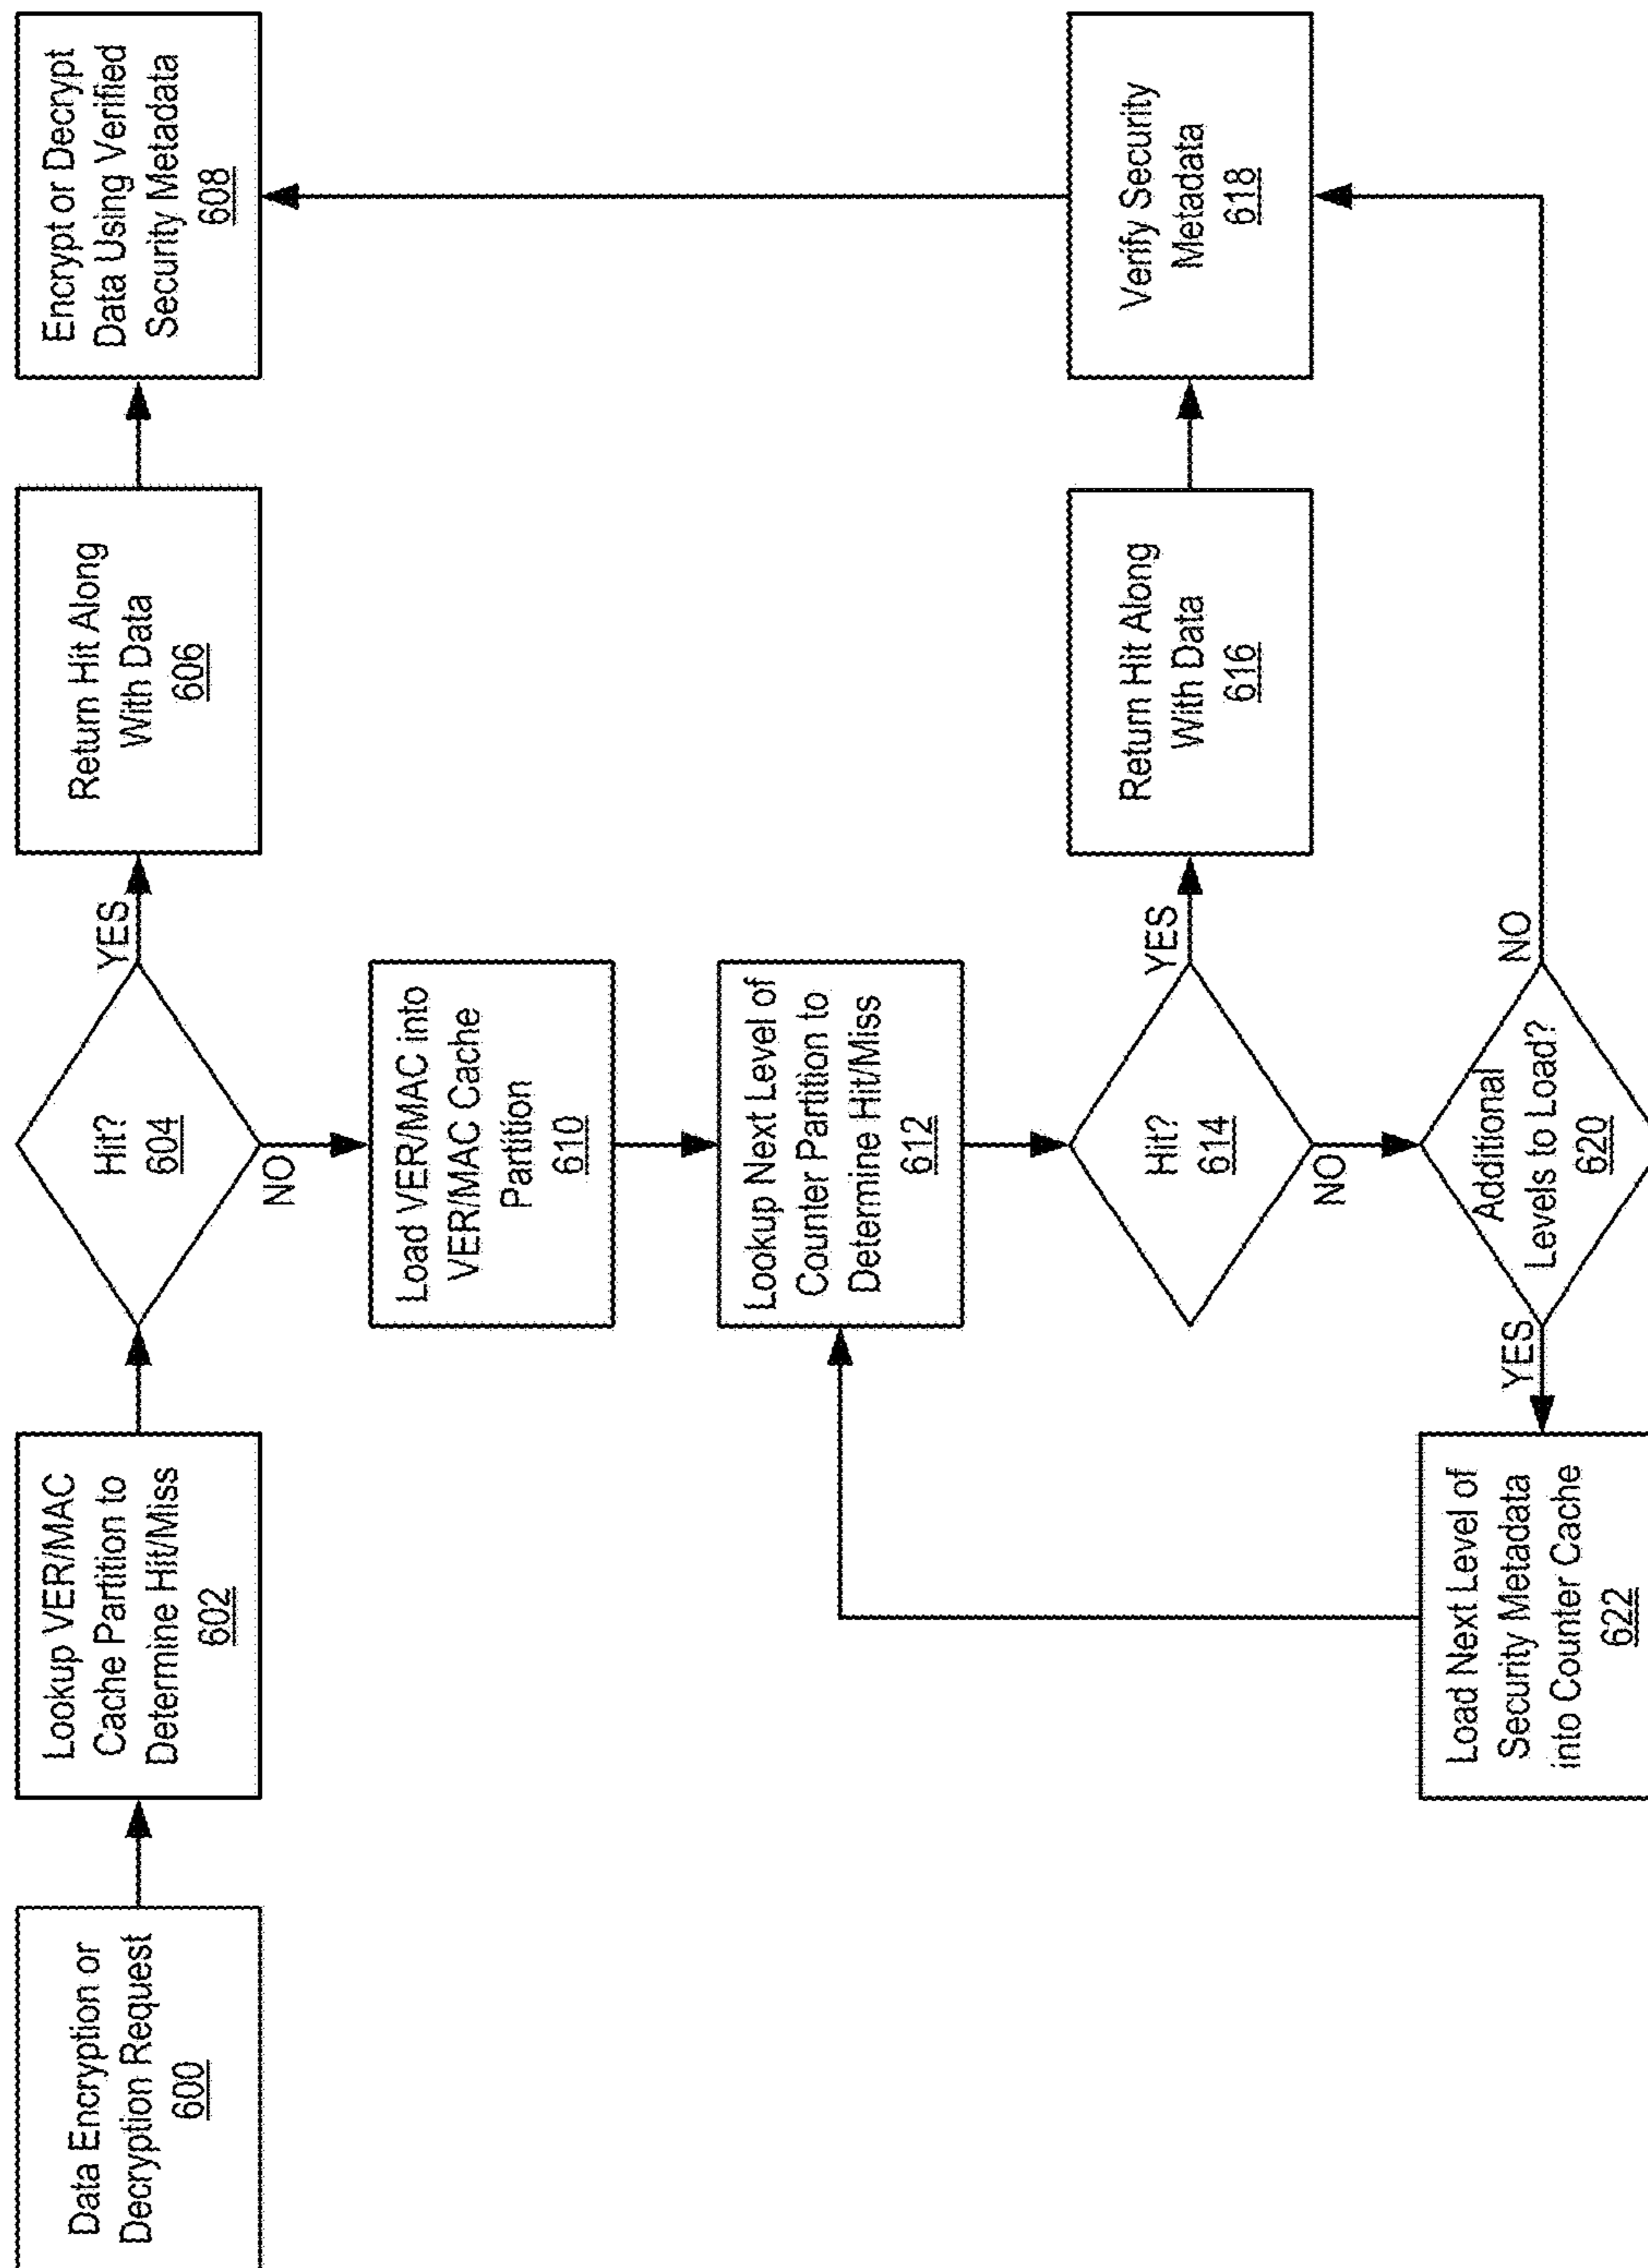 Data Encryption or
Decryption Request
600
Lookup VER/MAC
Cache Partition to
Determine Hit/Miss
602
Hit?
604
YES
NO
Return Hit Along
With Data
606
Encrypt or Decrypt
Data Using Verified
Security Metadata
608
Load VER/MAC into
VER/MAC Cache
Partition
610
Lookup Next Level of
Counter Partition to
Determine Hit/Miss
612
Hit?
614
YES
NO
Return Hit Along
With Data
616
Verify Security
Metadata
618
Additional
Levels to Load?
620
YES
NO
Load Next Level of
Security Metadata
into Counter Cache
622